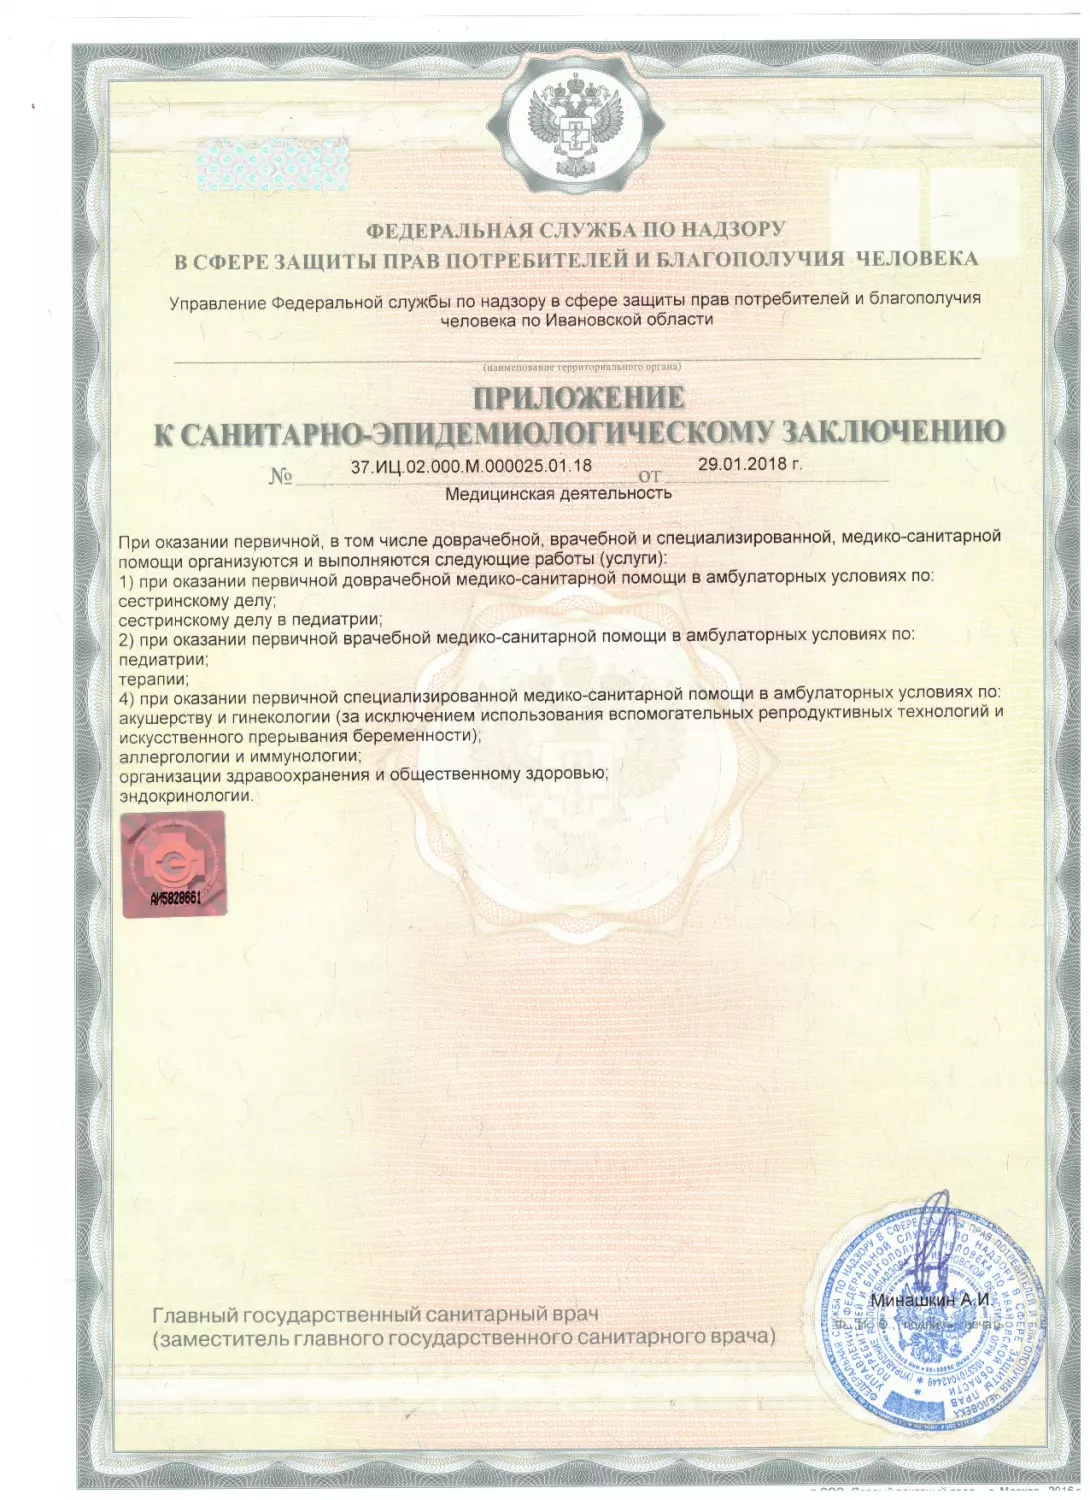 ФЕДЕРАЛЬНАЯ СЛУЖБА ПО НАДЗОРУ
В СФЕРЕ ЗАЩИТЫ ПРАВ ПОТРЕБИТЕЛЕЙ И БЛАГОПОЛУЧИЯ ЧЕЛОВЕКА
Управление Федеральной службы по надзору в сфере защиты прав потребителей и благополучия
человека по Ивановской области
(наименование территориального органа)
ПРИЛОЖЕНИЕ
К САНИТАРНО-ЭПИДЕМИОЛОГИЧЕСКОМУ ЗАКЛЮЧЕНИЮ
№ 37.ИЦ.02.000.М.000025.01.18 от 29.01.2018 г.
Медицинская деятельность
При оказании первичной, в том числе доврачебной, врачебной и специализированной, медико-санитарной
помощи организуются и выполняются следующие работы (услуги):
1) при оказании первичной доврачебной медико-санитарной помощи в амбулаторных условиях по:
сестринскому делу;
сестринскому делу в педиатрии;
2) при оказании первичной врачебной медико-санитарной помощи в амбулаторных условиях по:
педиатрии;
терапии;
4) при оказании первичной специализированной медико-санитарной помощи в амбулаторных условиях по:
акушерству и гинекологии (за исключением использования вспомогательных репродуктивных технологий и
искусственного прерывания беременности);
аллергологии и иммунологии;
организации здравоохранения и общественному здоровью;
эндокринологии.
АИ5828661
Главный государственный санитарный врач
(заместитель главного государственного санитарного врача)
Минашкин А.И.
Ф., И., О., подпись, печать